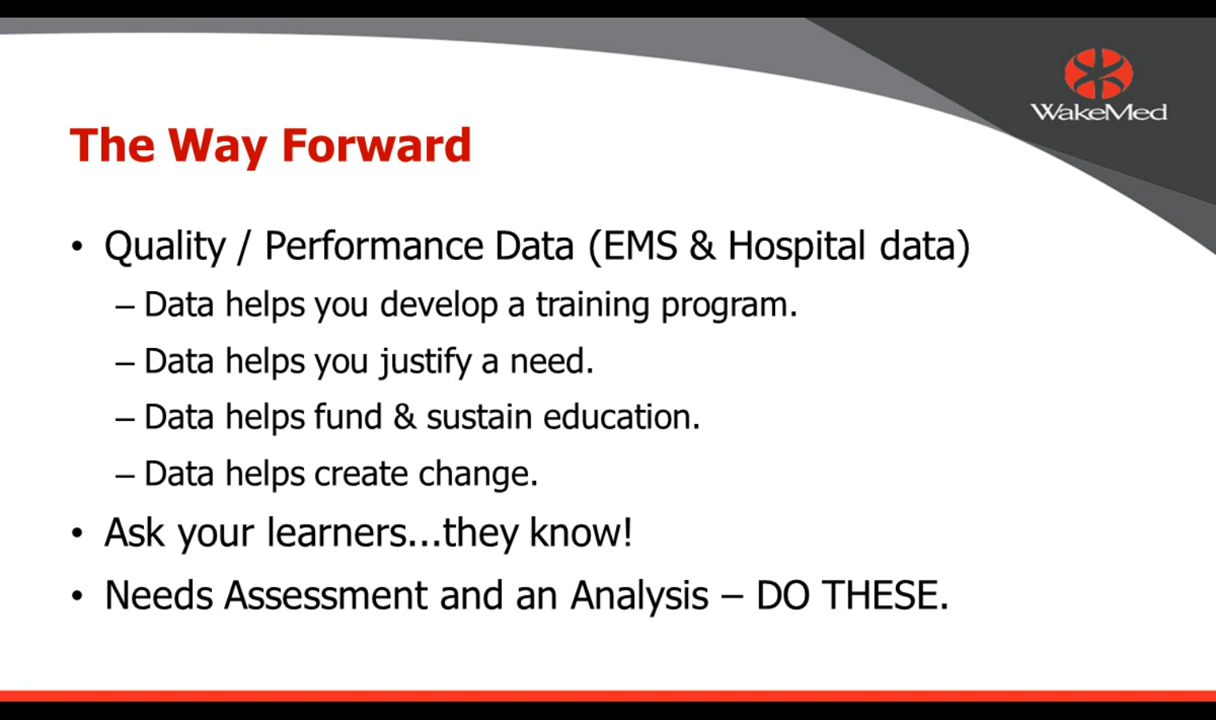 WakeMed
The Way Forward
• Quality / Performance Data (EMS & Hospital data)
– Data helps you develop a training program.
– Data helps you justify a need.
– Data helps fund & sustain education.
– Data helps create change.
• Ask your learners...they know!
• Needs Assessment and an Analysis – DO THESE.